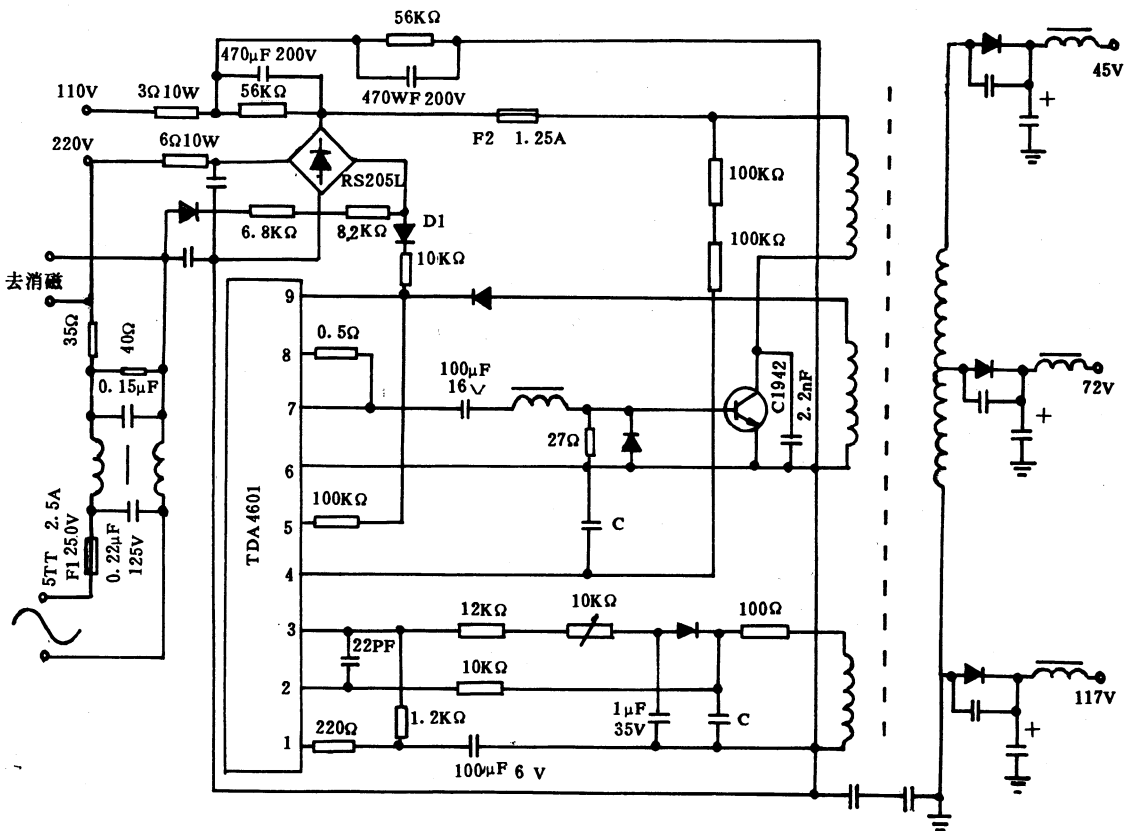 56KΩ
470μF 200V
45V
110V
3Ω 10W
56KΩ
470WF 200V
F2 1.25A
220V
6Ω 10W
RS205L
100KΩ
D1
6.8KΩ
8.2KΩ
100KΩ
10KΩ
去消磁
9
35Ω
40Ω
0.5Ω
8
0.15μF
100μF
16V
C1942
2.2nF
72V
7
27Ω
6
100KΩ
5
C
TDA4601
5TT 2.5A
F1 250V
0.22μF
125V
4
12KΩ
10KΩ
100Ω
3
22PF
10KΩ
2
117V
1.2KΩ
1μF
35V
C
220Ω
1
100μF 6V